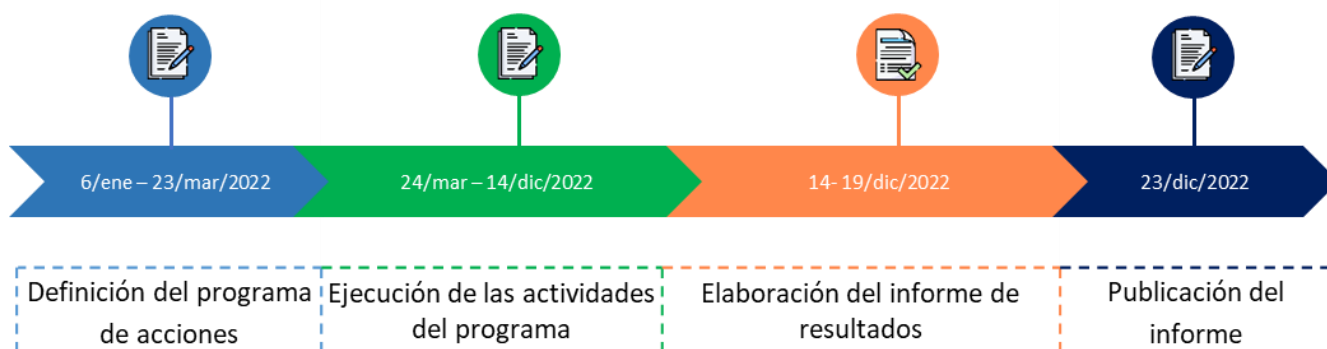 6/ene – 23/mar/2022
24/mar – 14/dic/2022
14- 19/dic/2022
23/dic/2022
Definición del programa
de acciones
Ejecución de las actividades
del programa
Elaboración del informe de
resultados
Publicación del
informe